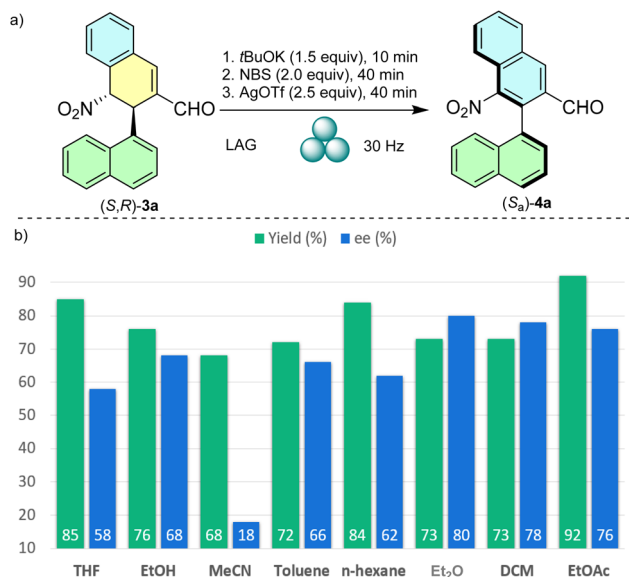 a)
1. tBuOK (1.5 equiv), 10 min
2. NBS (2.0 equiv), 40 min
3. AgOTf (2.5 equiv), 40 min
O₂N
CHO
O₂N
CHO
LAG
30 Hz
(S,R)-3a
(Sₐ)-4a
b)
Yield (%) ee (%)
90
80
70
60
50
40
30
20
10
85 58 76 68 68 18 72 66 84 62 73 80 73 78 92 76
THF EtOH MeCN Toluene n-hexane Et₂O DCM EtOAc